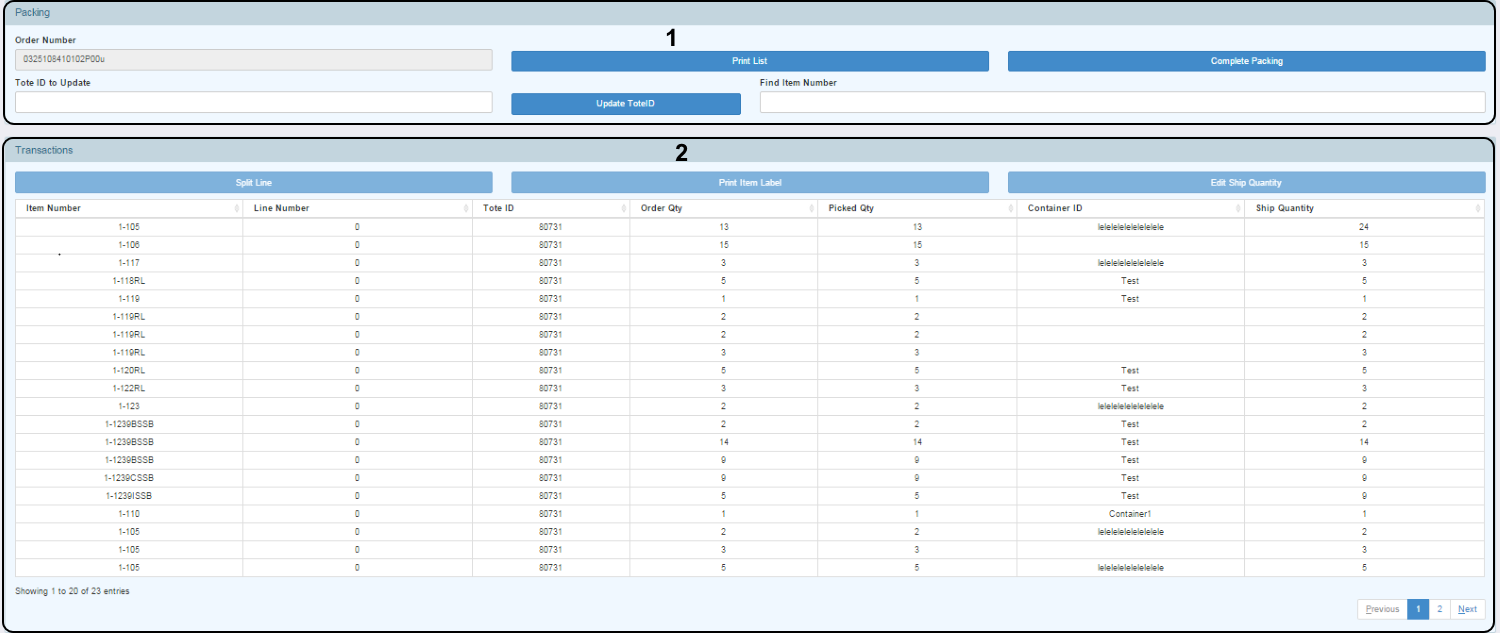 Packing
1
Order Number
0325108410102P00u
Print List
Complete Packing
Tote ID to Update
Find Item Number
Update ToteID
Transactions
2
Split Line
Print Item Label
Edit Ship Quantity
Item Number Line Number Tote ID Order Qty Picked Qty Container ID Ship Quantity
1-105 0 80731 13 13 lelelelelelelelelele 24
1-106 0 80731 15 15 15
1-117 0 80731 3 3 lelelelelelelelelele 3
1-118RL 0 80731 5 5 Test 5
1-119 0 80731 1 1 Test 1
1-119RL 0 80731 2 2 2
1-119RL 0 80731 2 2 2
1-119RL 0 80731 3 3 3
1-120RL 0 80731 5 5 Test 5
1-122RL 0 80731 3 3 Test 3
1-123 0 80731 2 2 lelelelelelelelelele 2
1-1239BSSB 0 80731 2 2 Test 2
1-1239BSSB 0 80731 14 14 Test 14
1-1239BSSB 0 80731 9 9 Test 9
1-1239CSSB 0 80731 9 9 Test 9
1-1239ISSB 0 80731 5 5 Test 9
1-110 0 80731 1 1 Container1 1
1-105 0 80731 2 2 lelelelelelelelelele 2
1-105 0 80731 3 3 3
1-105 0 80731 5 5 lelelelelelelelelele 5
Showing 1 to 20 of 23 entries
Previous 1 2 Next